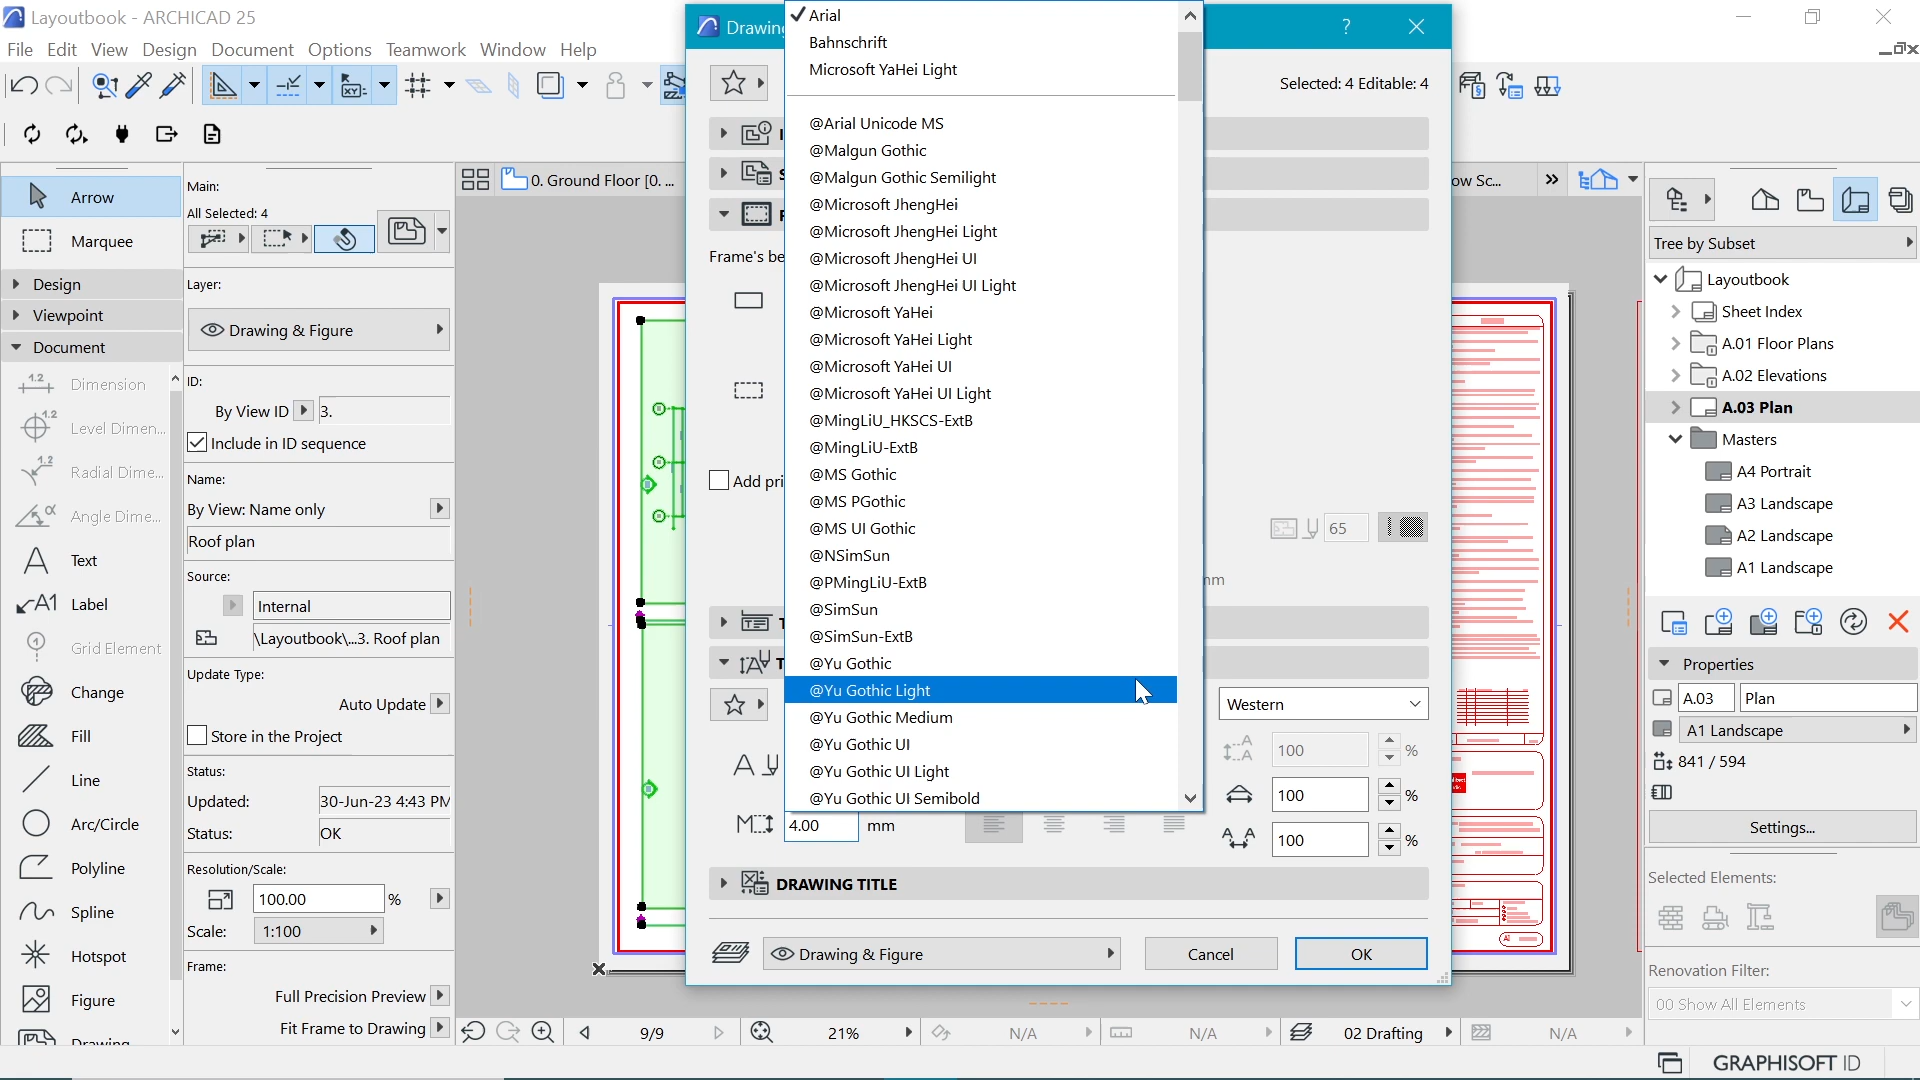 Layoutbook - ARCHICAD 25
File Edit View Design Document Options Teamwork Window Help
Arrow
Marquee
Design
Viewpoint
Document
1.2 Dimension
1.2 Level Dimen...
1.2 Radial Dime...
Angle Dime...
Text
A1 Label
Grid Element
Change
Fill
Line
Arc/Circle
Polyline
Spline
Hotspot
Figure
Drawing
Main:
All Selected: 4
Layer:
Drawing & Figure
ID:
By View ID 3.
Include in ID sequence
Name:
By View: Name only
Roof plan
Source:
Internal
\Layoutbook\...3. Roof plan
Update Type:
Auto Update
Store in the Project
Status:
Updated: 30-Jun-23 4:43 PM
Status: OK
Resolution/Scale:
100.00 %
Scale: 1:100
Frame:
Full Precision Preview
Fit Frame to Drawing
0. Ground Floor [0. ...
ow Sc...
Drawing
?
Selected: 4 Editable: 4
Frame's be
Add pri
65
mm
Arial
Bahnschrift
Microsoft YaHei Light
@Arial Unicode MS
@Malgun Gothic
@Malgun Gothic Semilight
@Microsoft JhengHei
@Microsoft JhengHei Light
@Microsoft JhengHei UI
@Microsoft JhengHei UI Light
@Microsoft YaHei
@Microsoft YaHei Light
@Microsoft YaHei UI
@Microsoft YaHei UI Light
@MingLiU_HKSCS-ExtB
@MingLiU-ExtB
@MS Gothic
@MS PGothic
@MS UI Gothic
@NSimSun
@PMingLiU-ExtB
@SimSun
@SimSun-ExtB
@Yu Gothic
@Yu Gothic Light
@Yu Gothic Medium
@Yu Gothic UI
@Yu Gothic UI Light
@Yu Gothic UI Semibold
Western
100 %
100 %
100 %
4.00 mm
DRAWING TITLE
Drawing & Figure
Cancel
OK
9/9
21%
N/A
N/A
02 Drafting
N/A
Tree by Subset
Layoutbook
Sheet Index
A.01 Floor Plans
A.02 Elevations
A.03 Plan
Masters
A4 Portrait
A3 Landscape
A2 Landscape
A1 Landscape
Properties
A.03 Plan
A1 Landscape
841 / 594
Settings...
Selected Elements:
Renovation Filter:
00 Show All Elements
GRAPHISOFT ID